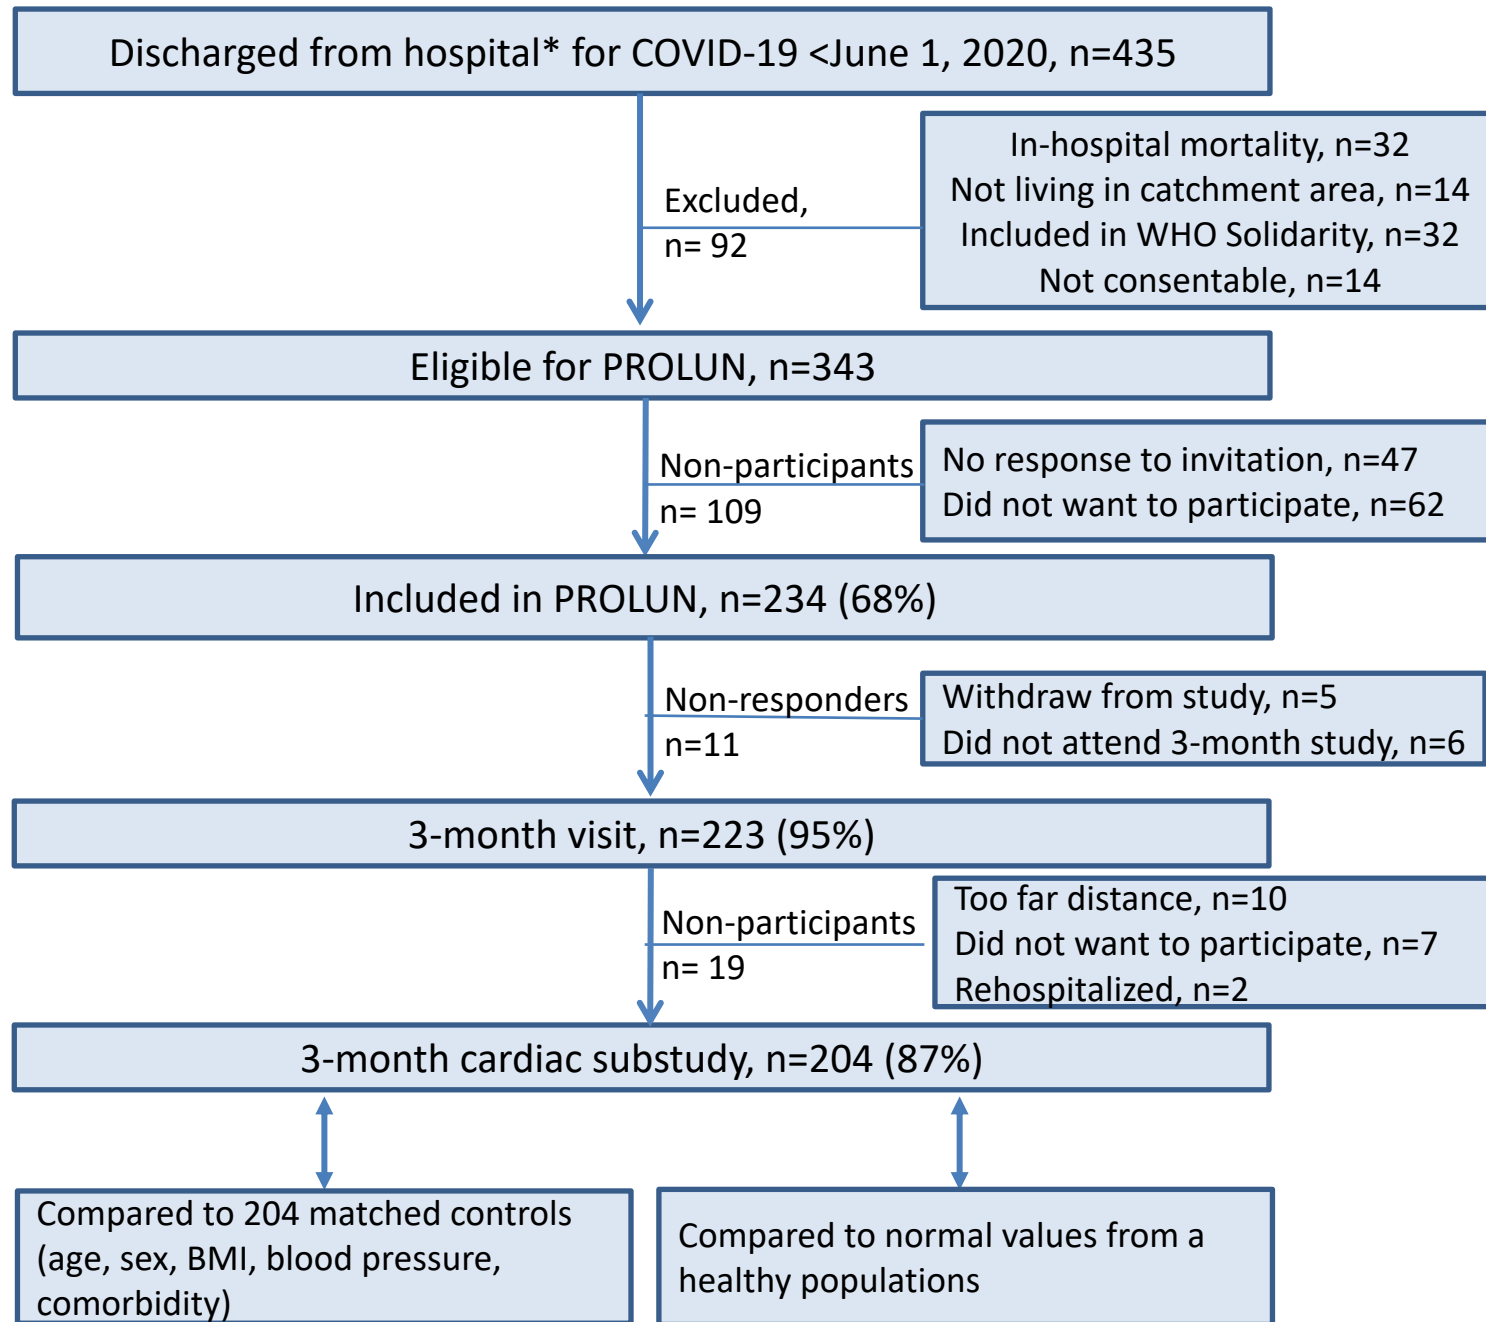 Discharged from hospital* for COVID-19 <June 1, 2020, n=435
Excluded,
n= 92
In-hospital mortality, n=32
Not living in catchment area, n=14
Included in WHO Solidarity, n=32
Not consentable, n=14
Eligible for PROLUN, n=343
Non-participants
n= 109
No response to invitation, n=47
Did not want to participate, n=62
Included in PROLUN, n=234 (68%)
Non-responders
n=11
Withdraw from study, n=5
Did not attend 3-month study, n=6
3-month visit, n=223 (95%)
Non-participants
n= 19
Too far distance, n=10
Did not want to participate, n=7
Rehospitalized, n=2
3-month cardiac substudy, n=204 (87%)
Compared to 204 matched controls
(age, sex, BMI, blood pressure,
comorbidity)
Compared to normal values from a
healthy populations